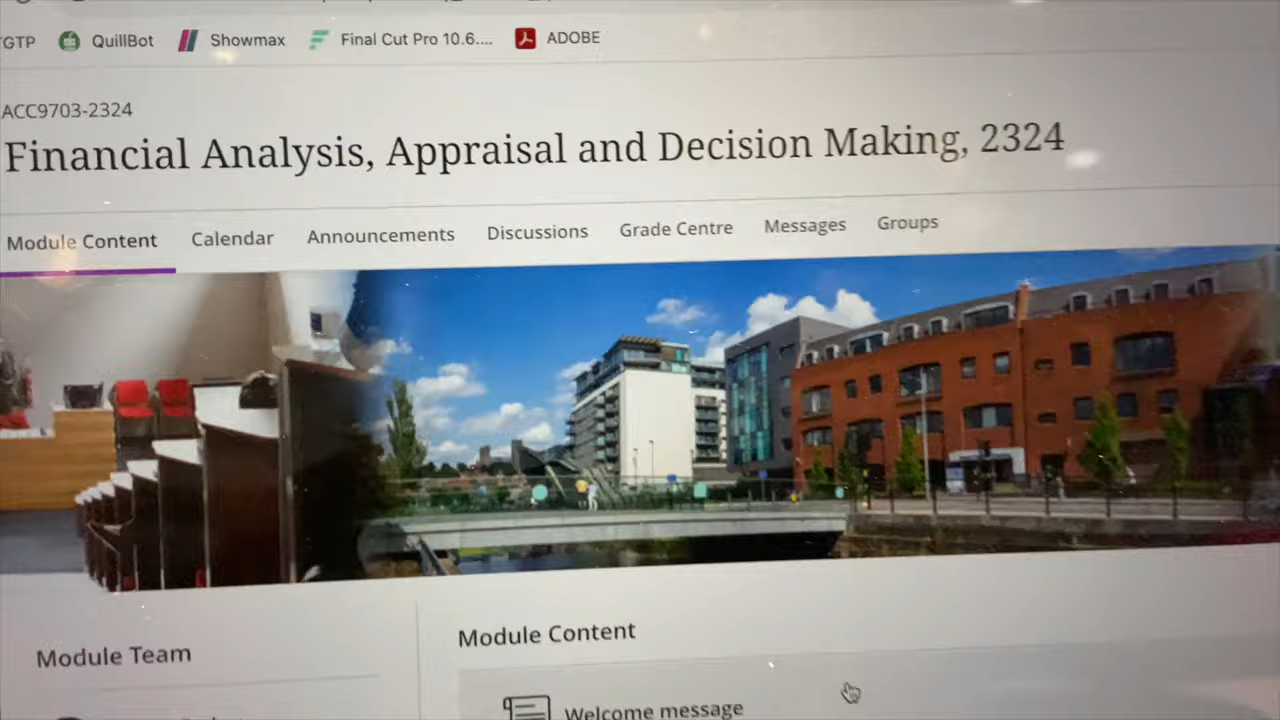 QuillBot Showmax Final Cut Pro 10.6.... ADOBE
ACC9703-2324
Financial Analysis, Appraisal and Decision Making, 2324
Module Content Calendar Announcements Discussions Grade Centre Messages Groups
Module Team
Module Content
Welcome message